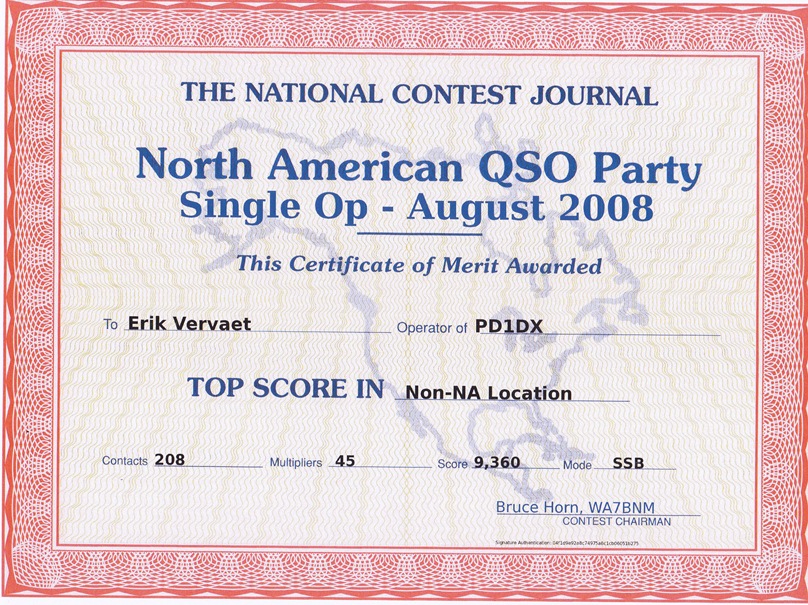 THE NATIONAL CONTEST JOURNAL
North American QSO Party
Single Op - August 2008
This Certificate of Merit Awarded
To Erik Vervaet Operator of PD1DX
TOP SCORE IN Non-NA Location
Contacts 208 Multipliers 45 Score 9,360 Mode SSB
Bruce Horn, WA7BNM
CONTEST CHAIRMAN
Signature Authentication: